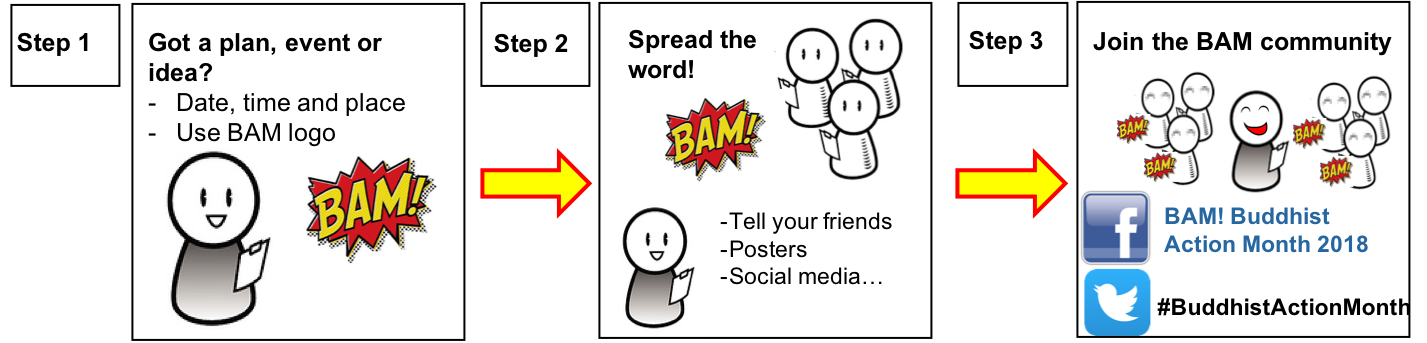 Step 1
Got a plan, event or
idea?
- Date, time and place
- Use BAM logo
BAM!
Step 2
Spread the
word!
BAM!
-Tell your friends
-Posters
-Social media…
Step 3
Join the BAM community
BAM!
BAM!
BAM!
BAM!
f
BAM! Buddhist
Action Month 2018
#BuddhistActionMonth